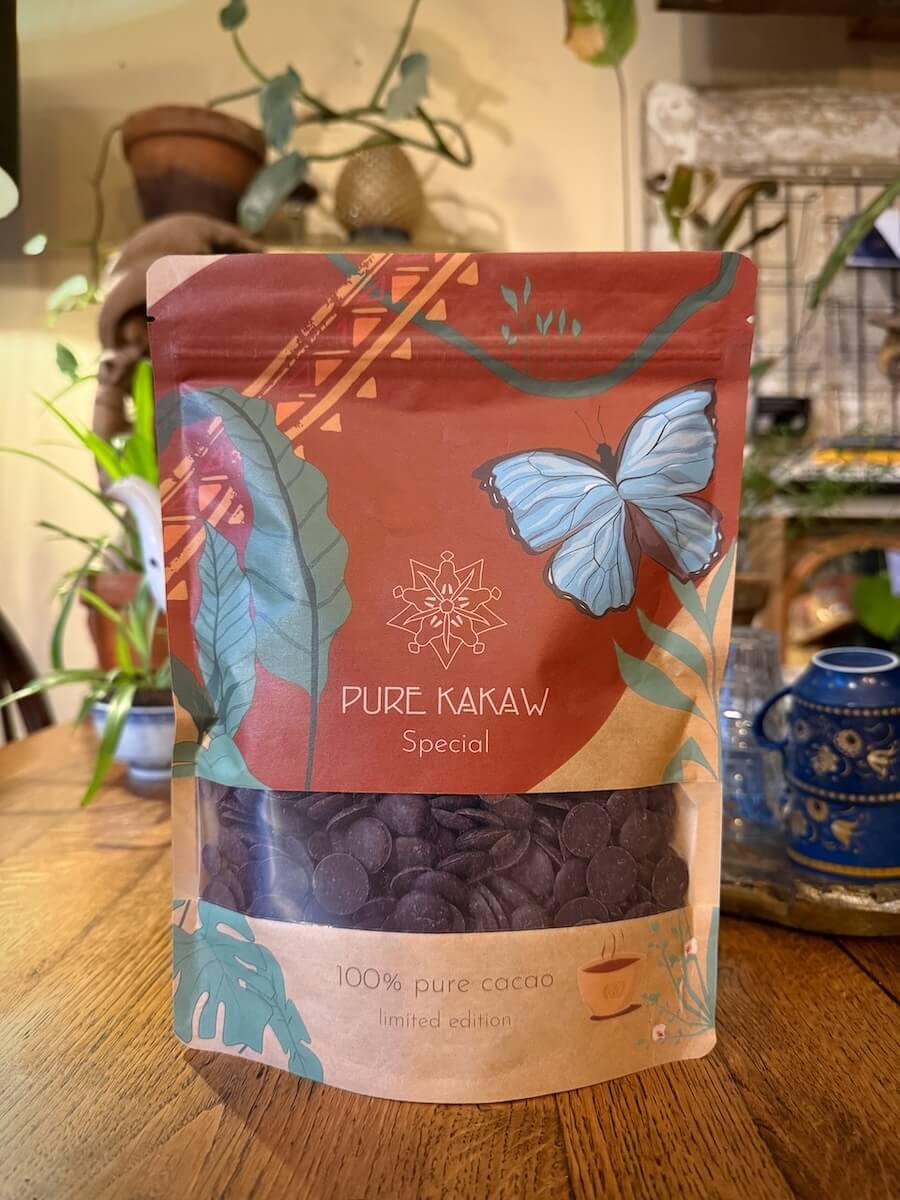 PURE KAKAW
Special
100% pure cacao
limited edition